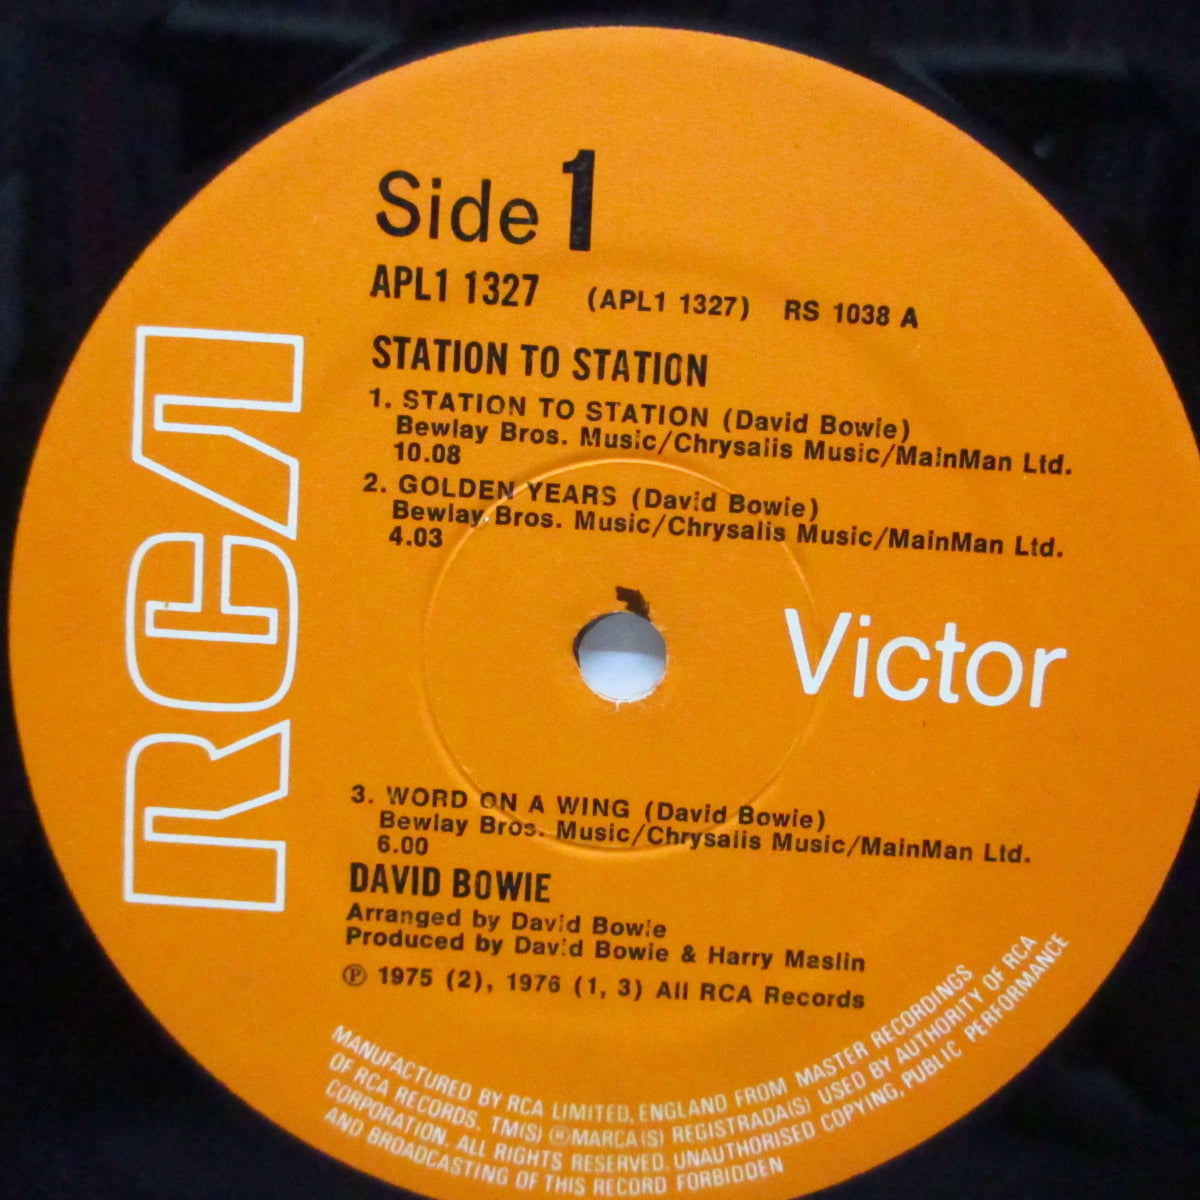 Side 1
APL1 1327 (APL1 1327) RS 1038 A
STATION TO STATION
1. STATION TO STATION (David Bowie)
Bewlay Bros. Music/Chrysalis Music/MainMan Ltd.
10.08
2. GOLDEN YEARS (David Bowie)
Bewlay Bros. Music/Chrysalis Music/MainMan Ltd.
4.03
RCA
Victor
3. WORD ON A WING (David Bowie)
Bewlay Bros. Music/Chrysalis Music/MainMan Ltd.
6.00
DAVID BOWIE
Arranged by David Bowie
Produced by David Bowie & Harry Maslin
℗ 1975 (2), 1976 (1, 3) All RCA Records
MANUFACTURED BY RCA LIMITED, ENGLAND FROM MASTER RECORDINGS
OF RCA RECORDS, TM(S) ® MARCA(S) REGISTRADA(S) USED BY AUTHORITY OF RCA
CORPORATION. ALL RIGHTS RESERVED. UNAUTHORISED COPYING, PUBLIC PERFORMANCE
AND BROADCASTING OF THIS RECORD FORBIDDEN